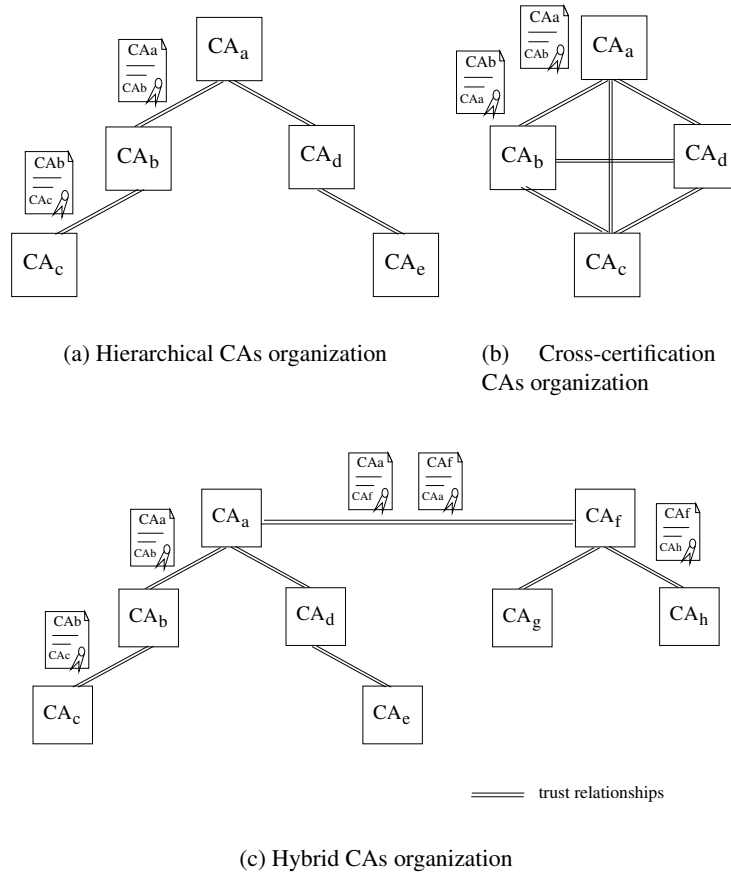 CAa
CAb
CAa
CAb
CAc
CAb
CAd
CAc
CAe
(a) Hierarchical CAs organization
CAa
CAb
CAb
CAa
CAa
CAb
CAd
CAc
(b) Cross-certification
CAs organization
CAa
CAf
CAf
CAa
CAa
CAb
CAa
CAf
CAf
CAh
CAb
CAc
CAb
CAd
CAg
CAh
CAc
CAe
trust relationships
(c) Hybrid CAs organization